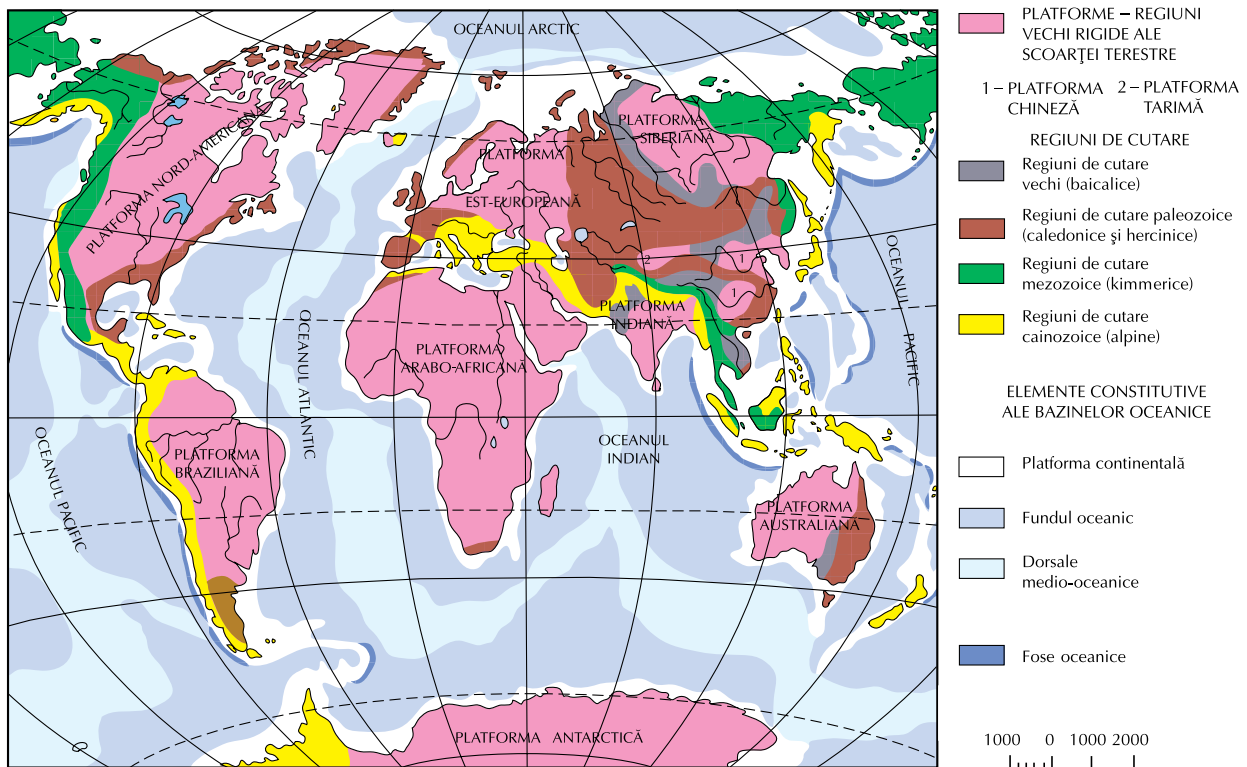 OCEANUL ARCTIC
PLATFORMA NORD-AMERICANĂ
PLATFORMA
SIBERIANA
PLATFORMA
EST-EUROPEANĂ
2
1
1
PLATFORMA
INDIANĂ
PLATFORMA
ARABO-AFRICANĂ
OCEANUL ATLANTIC
OCEANUL
PACIFIC
OCEANUL PACIFIC
PLATFORMA
BRAZILIANĂ
OCEANUL
INDIAN
PLATFORMA
AUSTRALIANA
PLATFORMA ANTARCTICĂ
PLATFORME – REGIUNI
VECHI RIGIDE ALE
SCOARŢEI TERESTRE
1 – PLATFORMA 2 – PLATFORMA
CHINEZĂ TARIMĂ
REGIUNI DE CUTARE
Regiuni de cutare
vechi (baicalice)
Regiuni de cutare paleozoice
(caledonice şi hercinice)
Regiuni de cutare
mezozoice (kimmerice)
Regiuni de cutare
cainozoice (alpine)
ELEMENTE CONSTITUTIVE
ALE BAZINELOR OCEANICE
Platforma continentală
Fundul oceanic
Dorsale
medio-oceanice
Fose oceanice
1000 0 1000 2000